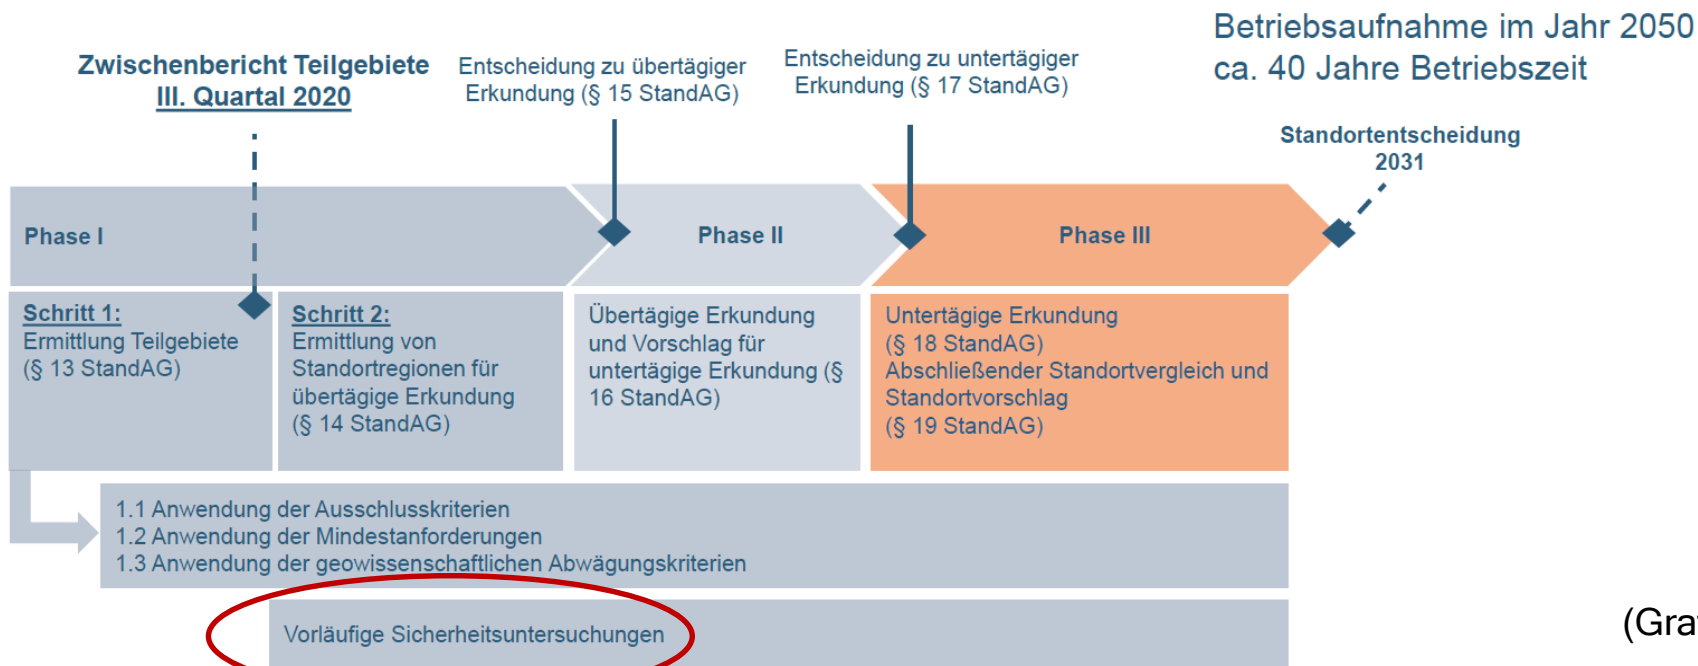 Betriebsaufnahme im Jahr 2050
ca. 40 Jahre Betriebszeit
Zwischenbericht Teilgebiete
III. Quartal 2020
Entscheidung zu übertägiger
Erkundung (§ 15 StandAG)
Entscheidung zu untertägiger
Erkundung (§ 17 StandAG)
Standortentscheidung
2031
Phase I
Phase II
Phase III
Schritt 1:
Ermittlung Teilgebiete
(§ 13 StandAG)
Schritt 2:
Ermittlung von
Standortregionen für
übertägige Erkundung
(§ 14 StandAG)
Übertägige Erkundung
und Vorschlag für
untertägige Erkundung (§
16 StandAG)
Untertägige Erkundung
(§ 18 StandAG)
Abschließender Standortvergleich und
Standortvorschlag
(§ 19 StandAG)
1.1 Anwendung der Ausschlusskriterien
1.2 Anwendung der Mindestanforderungen
1.3 Anwendung der geowissenschaftlichen Abwägungskriterien
Vorläufige Sicherheitsuntersuchungen